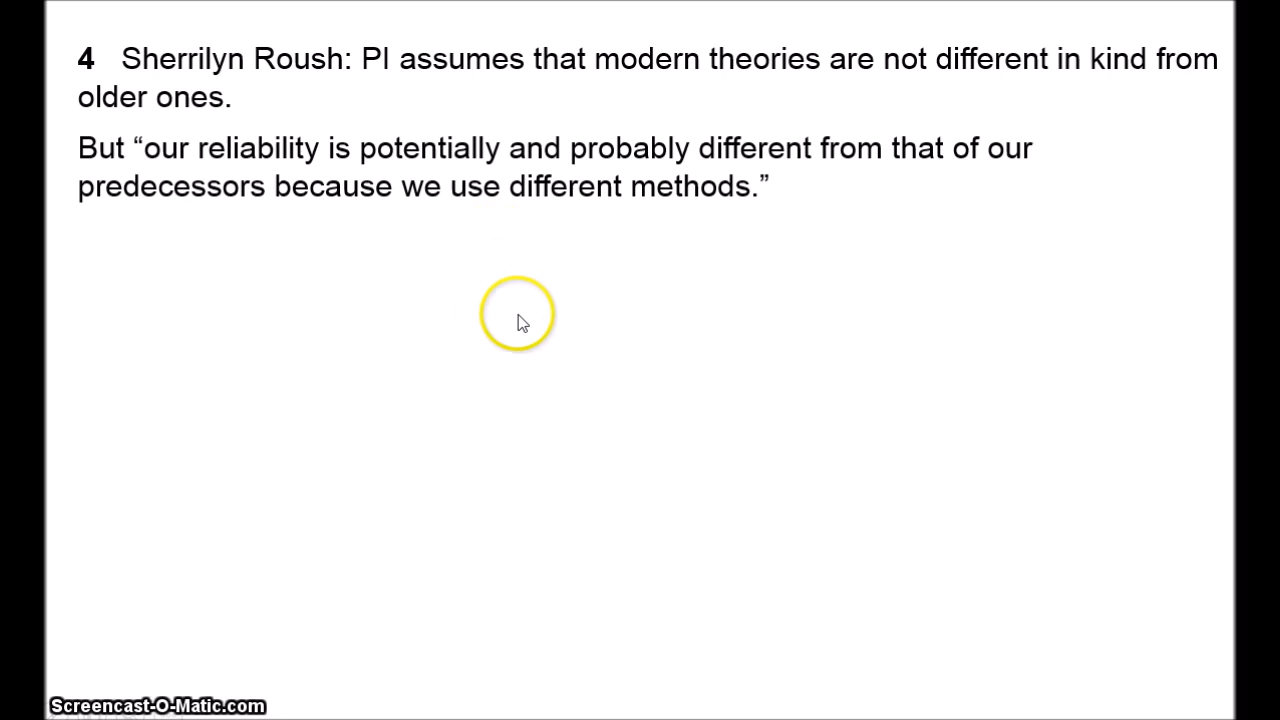 4 Sherrilyn Roush: PI assumes that modern theories are not different in kind from
older ones.
But “our reliability is potentially and probably different from that of our
predecessors because we use different methods.”
Screencast-O-Matic.com